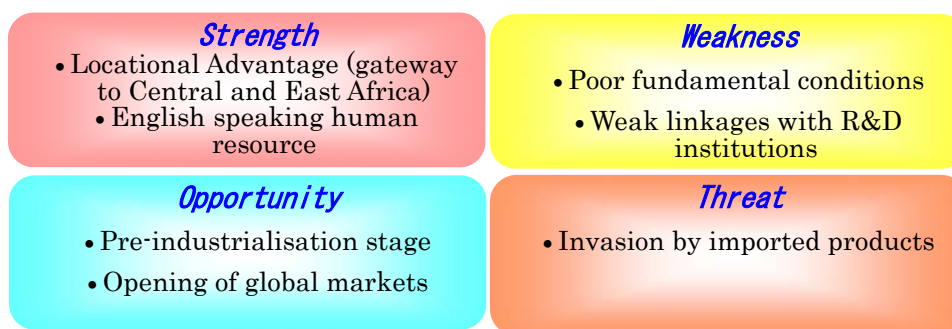 Strength
• Locational Advantage (gateway
to Central and East Africa)
• English speaking human
resource
Weakness
• Poor fundamental conditions
• Weak linkages with R&D
institutions
Opportunity
• Pre-industrialisation stage
• Opening of global markets
Threat
• Invasion by imported products